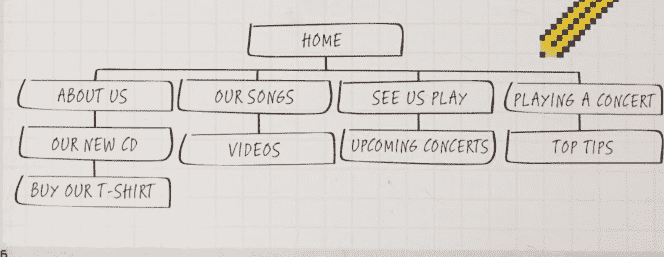 HOME
ABOUT US
OUR SONGS
SEE US PLAY
PLAYING A CONCERT
OUR NEW CD
VIDEOS
UPCOMING CONCERTS
TOP TIPS
BUY OUR T-SHIRT